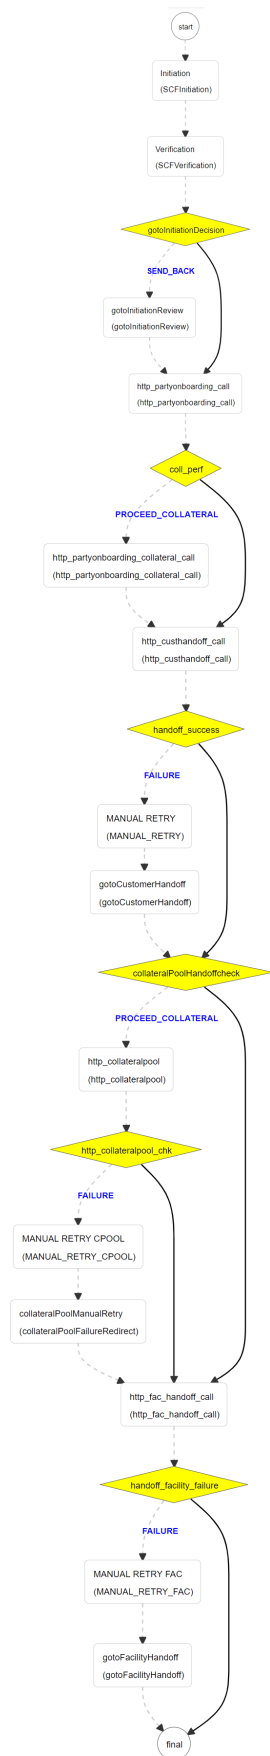 start
Initiation
(SCFInitiation)
Verification
(SCFVerification)
gotoInitiationDecision
SEND_BACK
gotoInitiationReview
(gotoInitiationReview)
http_partyonboarding_call
(http_partyonboarding_call)
coll_perf
PROCEED_COLLATERAL
http_partyonboarding_collateral_call
(http_partyonboarding_collateral_call)
http_custhandoff_call
(http_custhandoff_call)
handoff_success
FAILURE
MANUAL RETRY
(MANUAL_RETRY)
gotoCustomerHandoff
(gotoCustomerHandoff)
collateralPoolHandoffcheck
PROCEED_COLLATERAL
http_collateralpool
(http_collateralpool)
http_collateralpool_chk
FAILURE
MANUAL RETRY CPOOL
(MANUAL_RETRY_CPOOL)
collateralPoolManualRetry
(collateralPoolFailureRedirect)
http_fac_handoff_call
(http_fac_handoff_call)
handoff_facility_failure
FAILURE
MANUAL RETRY FAC
(MANUAL_RETRY_FAC)
gotoFacilityHandoff
(gotoFacilityHandoff)
final